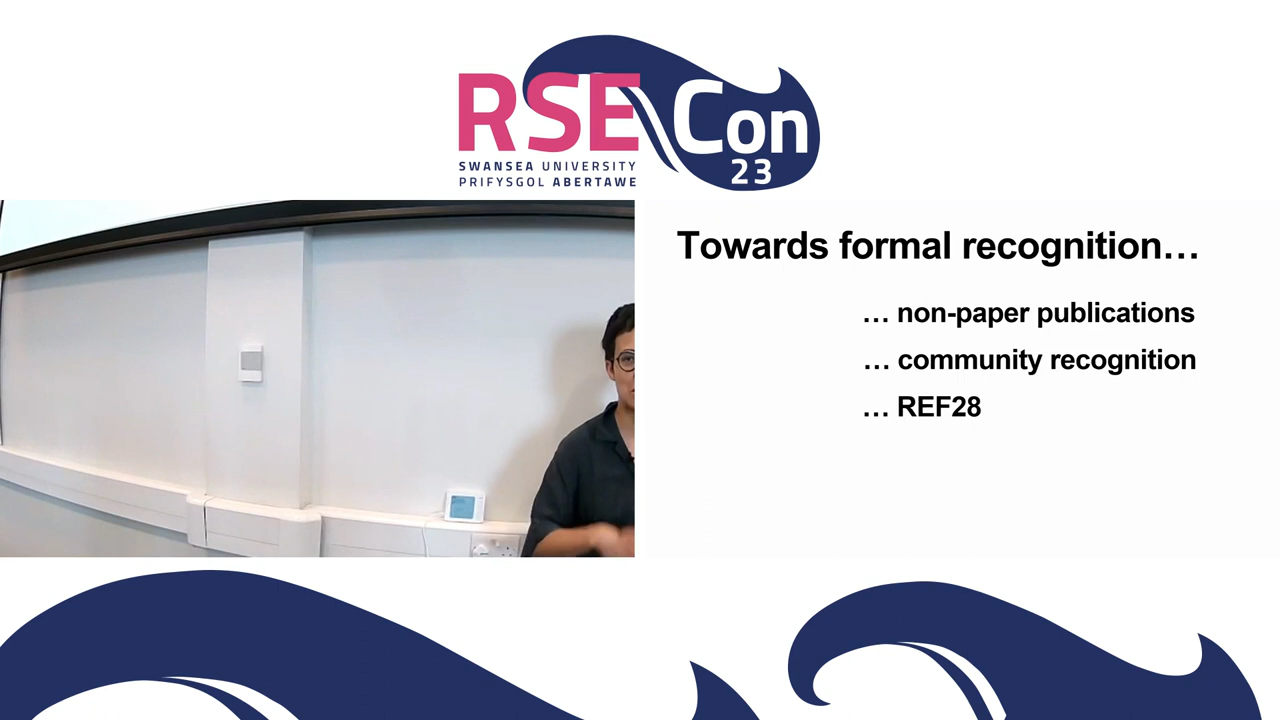 RSE Con
23
SWANSEA UNIVERSITY
PRIFYSGOL ABERTAWE
Towards formal recognition…
… non-paper publications
… community recognition
… REF28